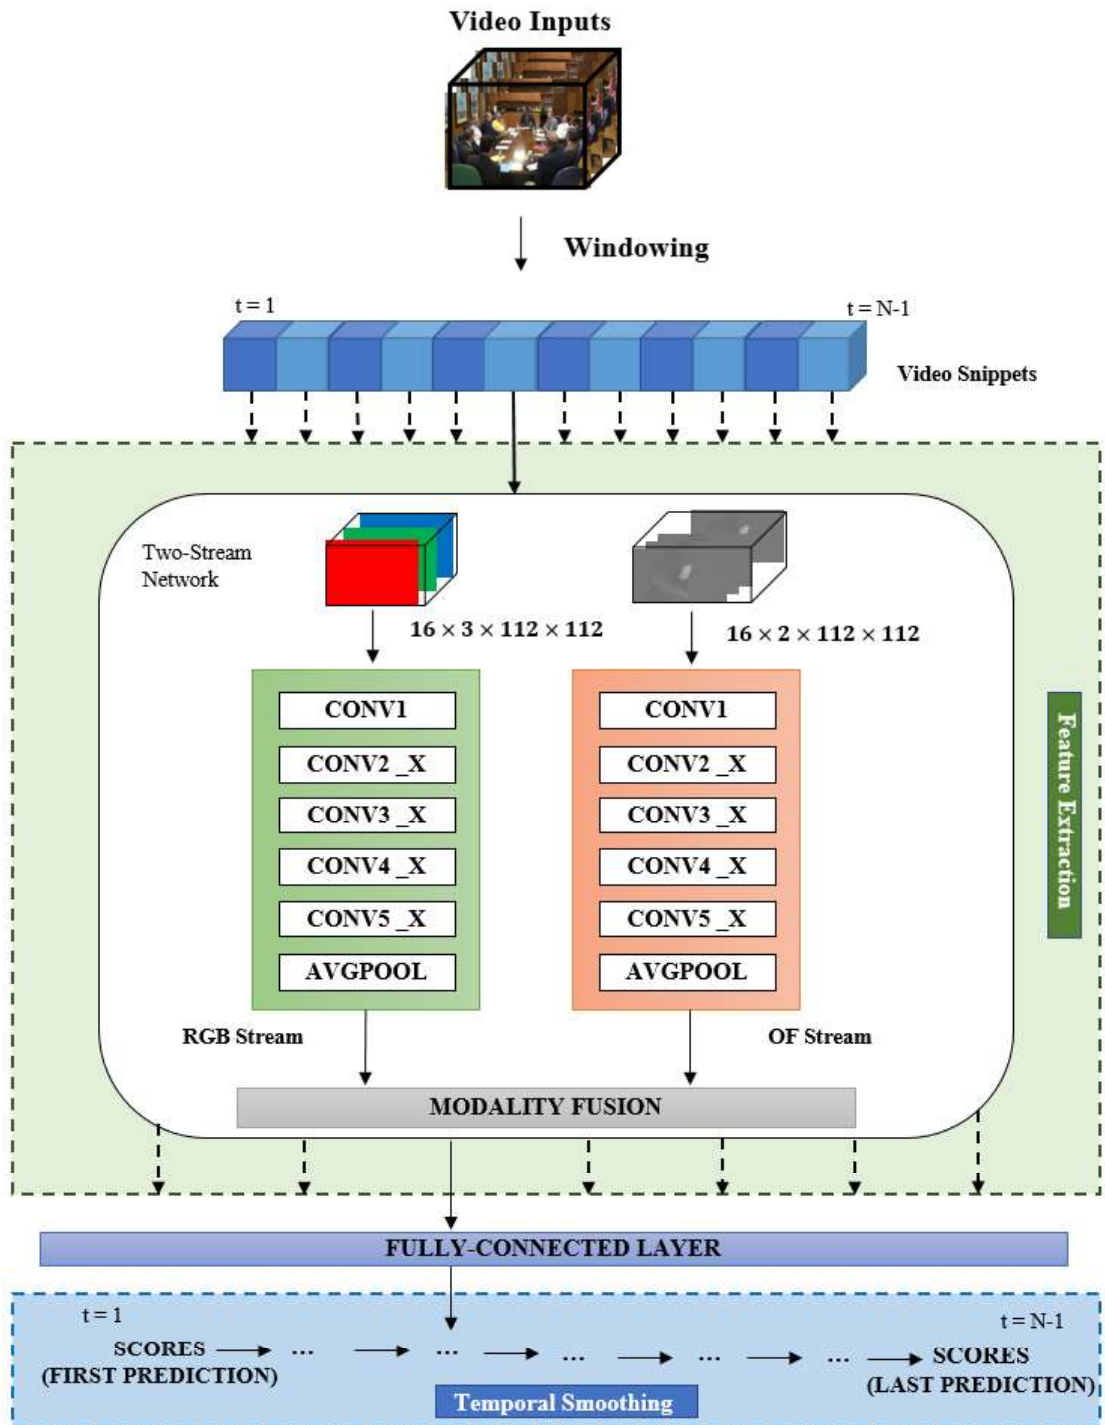 Video Inputs
Windowing
t = 1
t = N-1
Video Snippets
Two-Stream
Network
16 × 3 × 112 × 112
16 × 2 × 112 × 112
CONV1
CONV2 _X
CONV3 _X
CONV4 _X
CONV5 _X
AVGPOOL
CONV1
CONV2 _X
CONV3 _X
CONV4 _X
CONV5 _X
AVGPOOL
Feature Extraction
RGB Stream
OF Stream
MODALITY FUSION
FULLY-CONNECTED LAYER
t = 1
t = N-1
SCORES
(FIRST PREDICTION)
...
...
...
...
...
SCORES
(LAST PREDICTION)
Temporal Smoothing